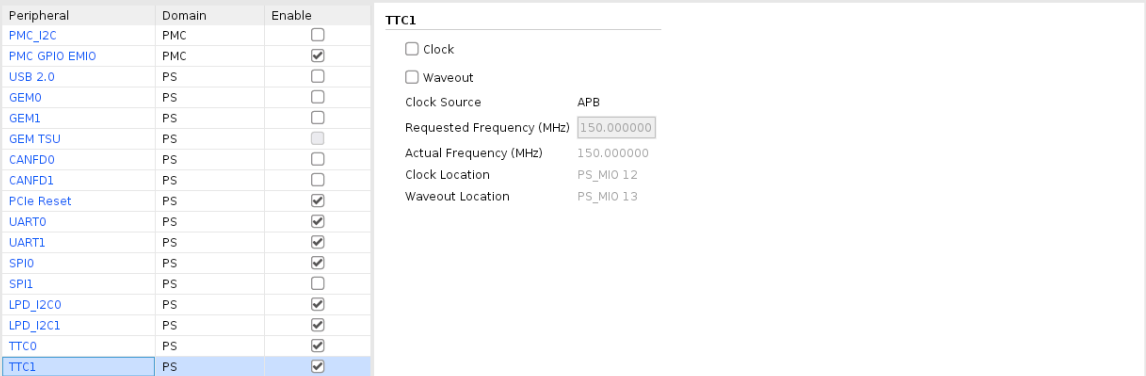 Peripheral Domain Enable
PMC_I2C PMC
PMC GPIO EMIO PMC
USB 2.0 PS
GEM0 PS
GEM1 PS
GEM TSU PS
CANFD0 PS
CANFD1 PS
PCIe Reset PS
UART0 PS
UART1 PS
SPI0 PS
SPI1 PS
LPD_I2C0 PS
LPD_I2C1 PS
TTC0 PS
TTC1 PS
TTC1
Clock
Waveout
Clock Source APB
Requested Frequency (MHz) 150.000000
Actual Frequency (MHz) 150.000000
Clock Location PS_MIO 12
Waveout Location PS_MIO 13